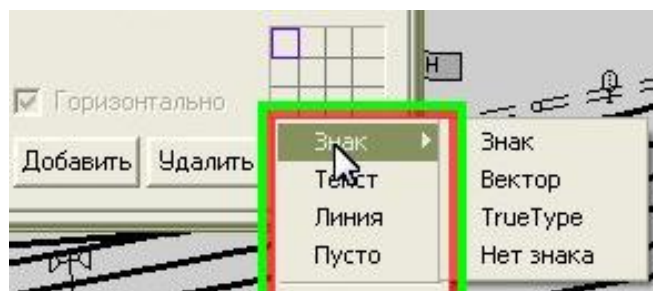 Н
Горизонтально
Добавить Удалить
Знак Знак
Текст Вектор
Линия TrueType
Пусто Нет знака